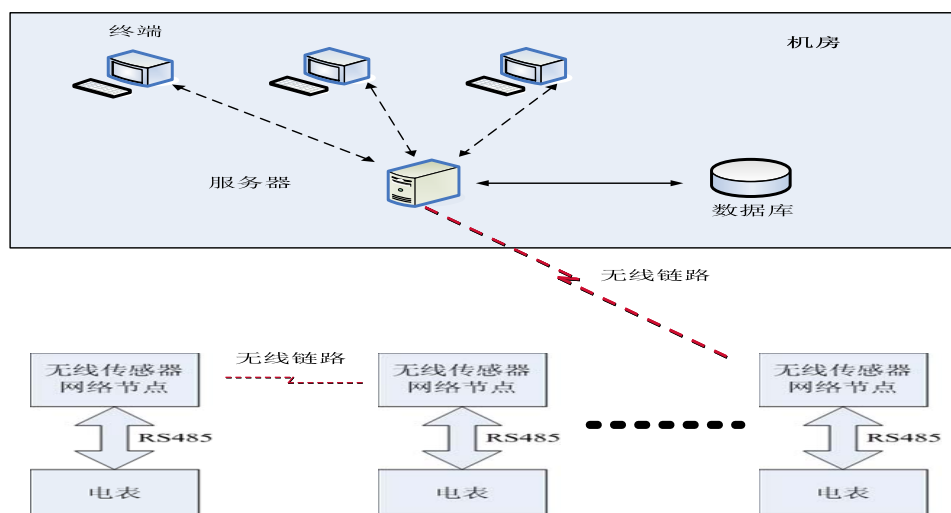 终端
机房
服务器
数据库
无线链路
无线链路
无线传感器
网络节点
无线传感器
网络节点
无线传感器
网络节点
RS485
RS485
RS485
电表
电表
电表